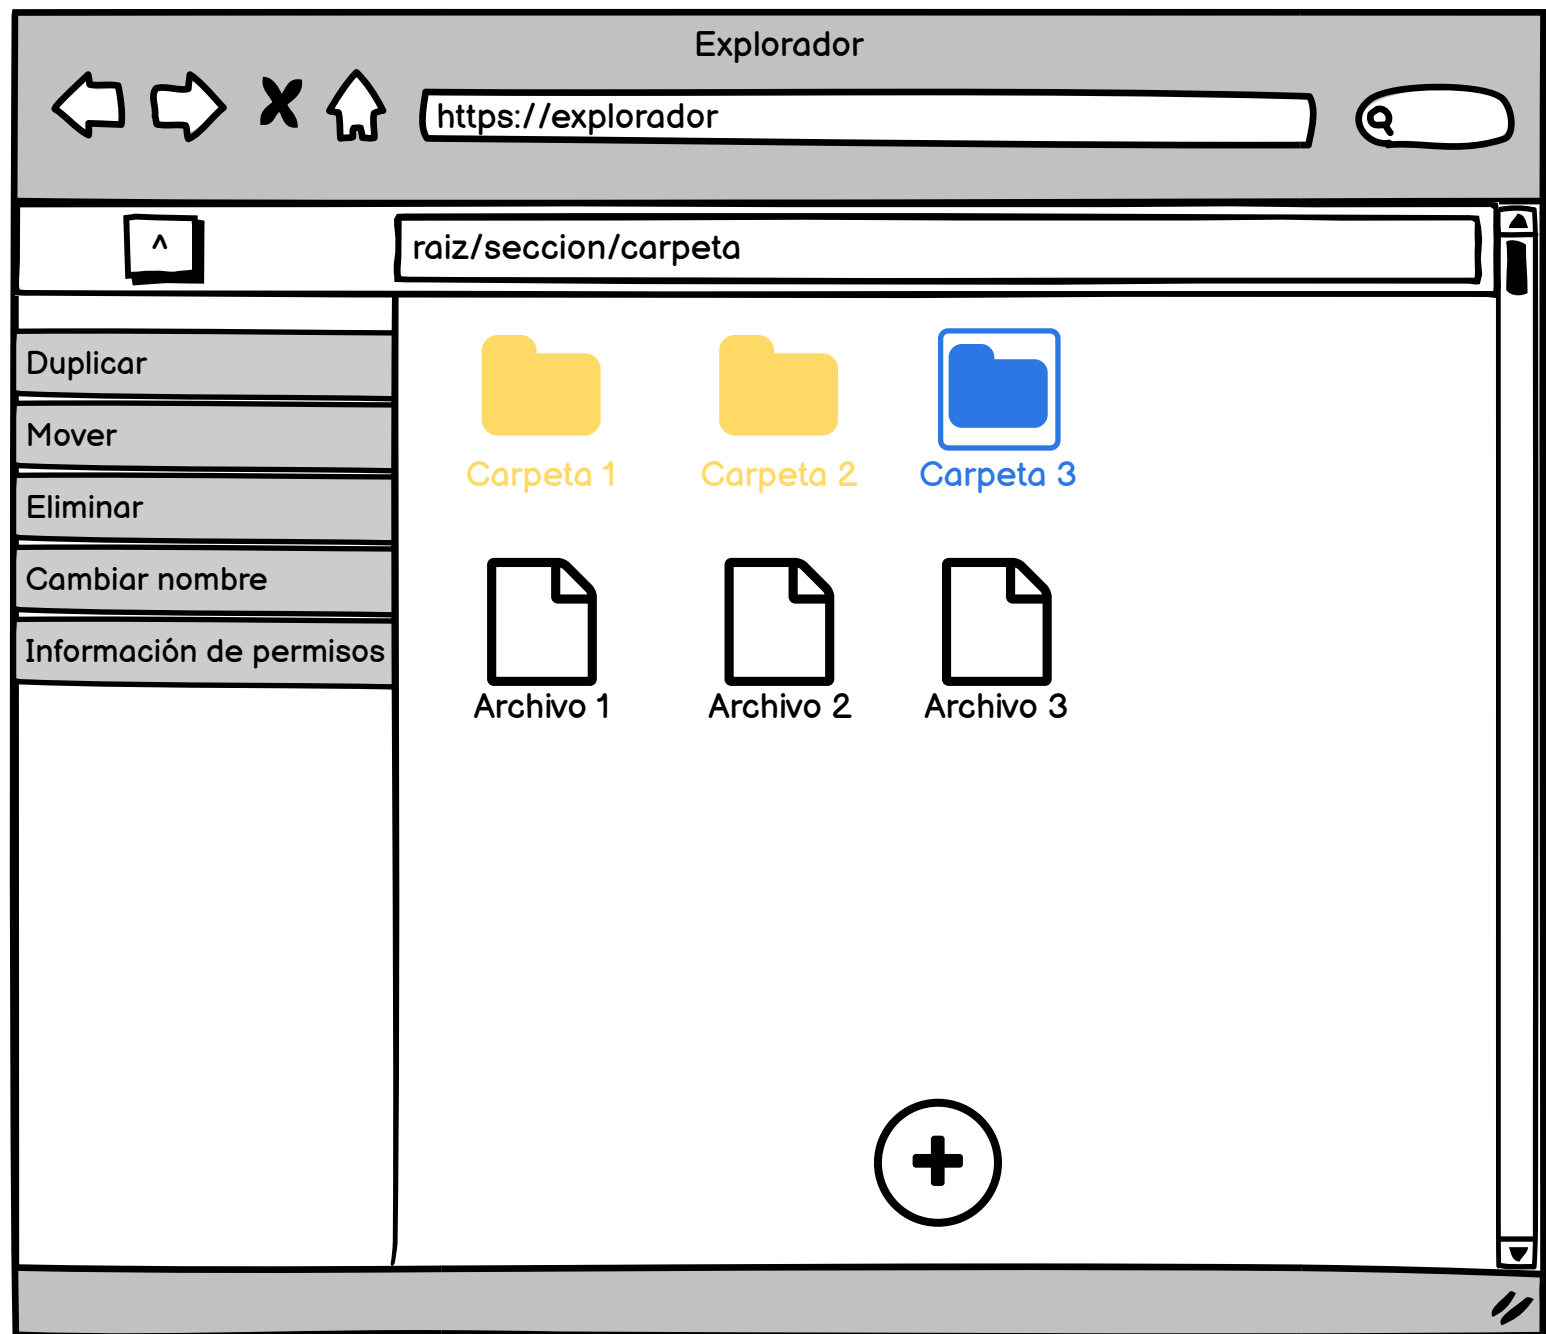 Explorador
https://explorador
^
raiz/seccion/carpeta
Duplicar
Mover
Eliminar
Cambiar nombre
Información de permisos
Carpeta 1
Carpeta 2
Carpeta 3
Archivo 1
Archivo 2
Archivo 3